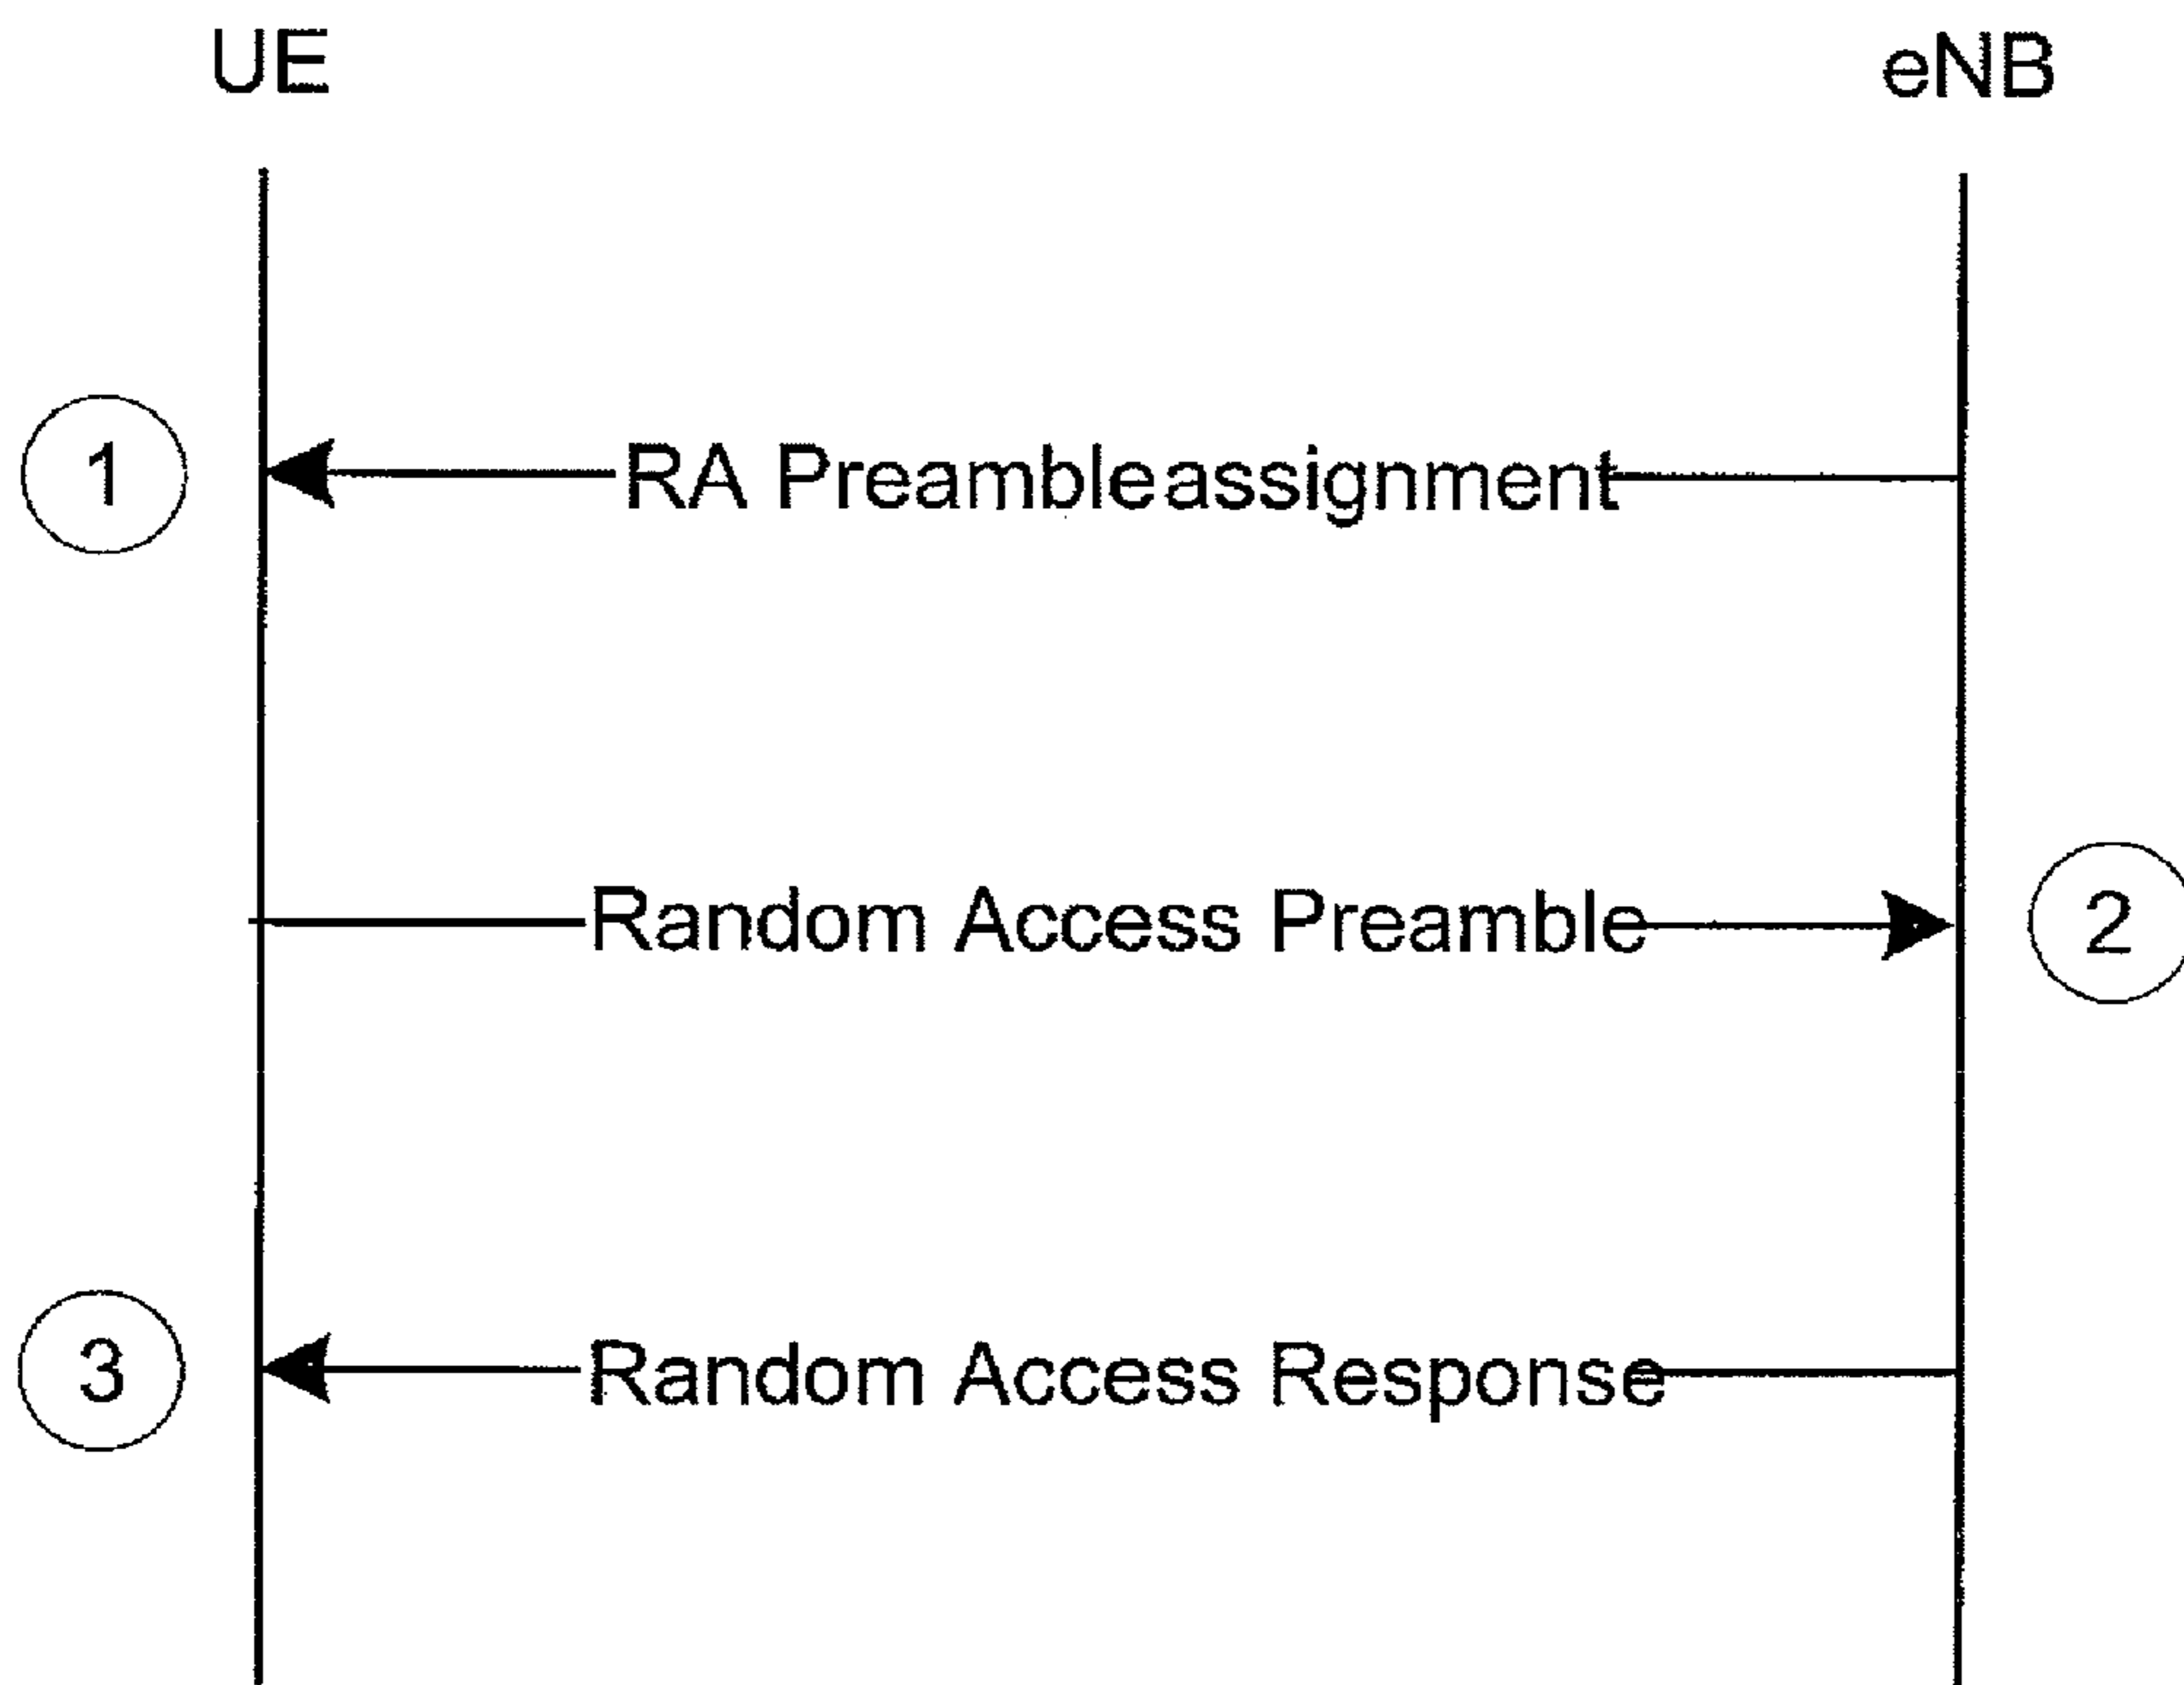 UE eNB
1 RA Preambleassignment
Random Access Preamble 2
3 Random Access Response